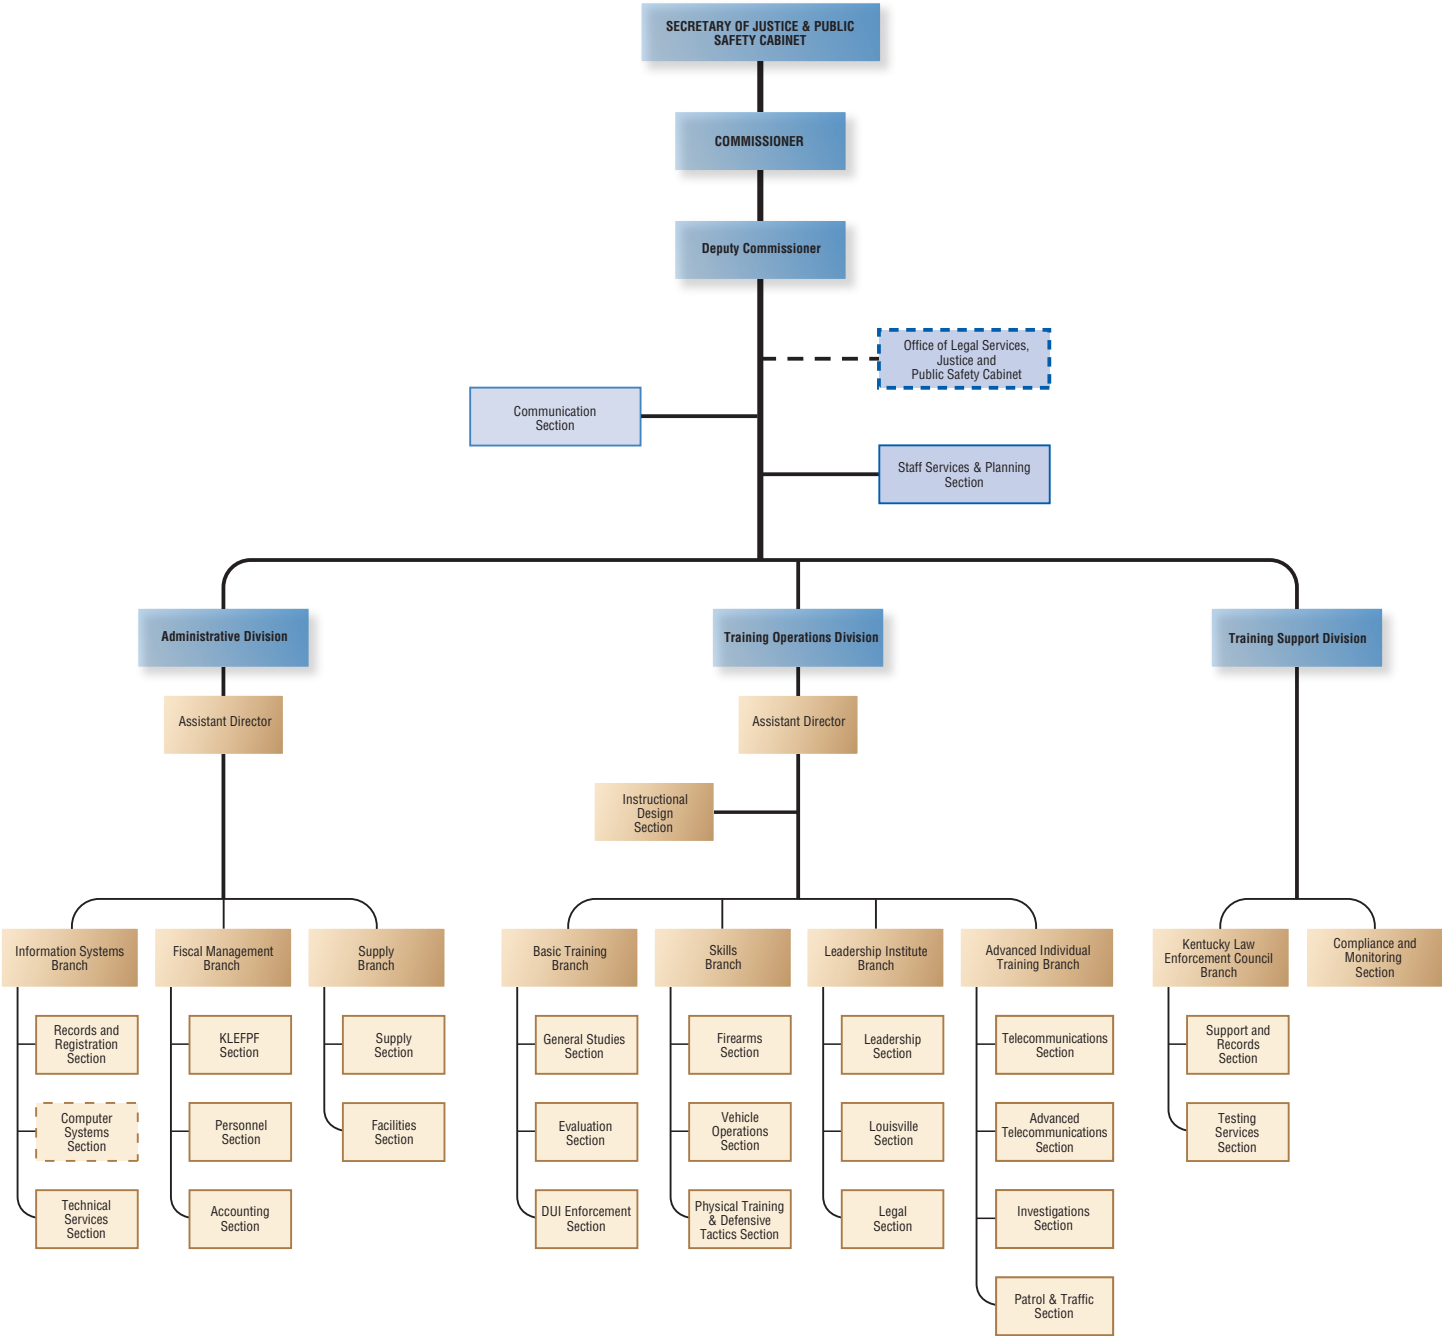 SECRETARY OF JUSTICE & PUBLIC
SAFETY CABINET
COMMISSIONER
Deputy Commissioner
Office of Legal Services,
Justice and
Public Safety Cabinet
Communication
Section
Staff Services & Planning
Section
Administrative Division
Training Operations Division
Training Support Division
Assistant Director
Assistant Director
Instructional
Design
Section
Information Systems
Branch
Fiscal Management
Branch
Supply
Branch
Basic Training
Branch
Skills
Branch
Leadership Institute
Branch
Advanced Individual
Training Branch
Kentucky Law
Enforcement Council
Branch
Compliance and
Monitoring
Section
Records and
Registration
Section
KLEFPF
Section
Supply
Section
General Studies
Section
Firearms
Section
Leadership
Section
Telecommunications
Section
Support and
Records
Section
Computer
Systems
Section
Personnel
Section
Facilities
Section
Evaluation
Section
Vehicle
Operations
Section
Louisville
Section
Advanced
Telecommunications
Section
Testing
Services
Section
Technical
Services
Section
Accounting
Section
DUI Enforcement
Section
Physical Training
& Defensive
Tactics Section
Legal
Section
Investigations
Section
Patrol & Traffic
Section